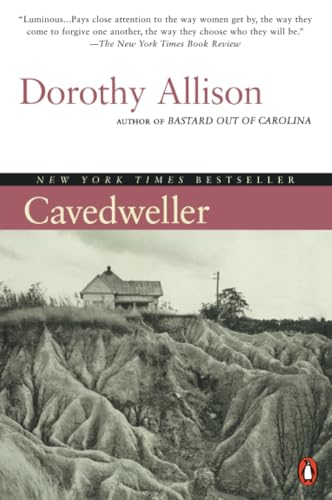 “Luminous...Pays close attention to the way women get by, the way they
come to forgive one another, the way they choose who they will be.”
—The New York Times Book Review
Dorothy Allison
AUTHOR OF BASTARD OUT OF CAROLINA
NEW YORK TIMES BESTSELLER
Cavedweller